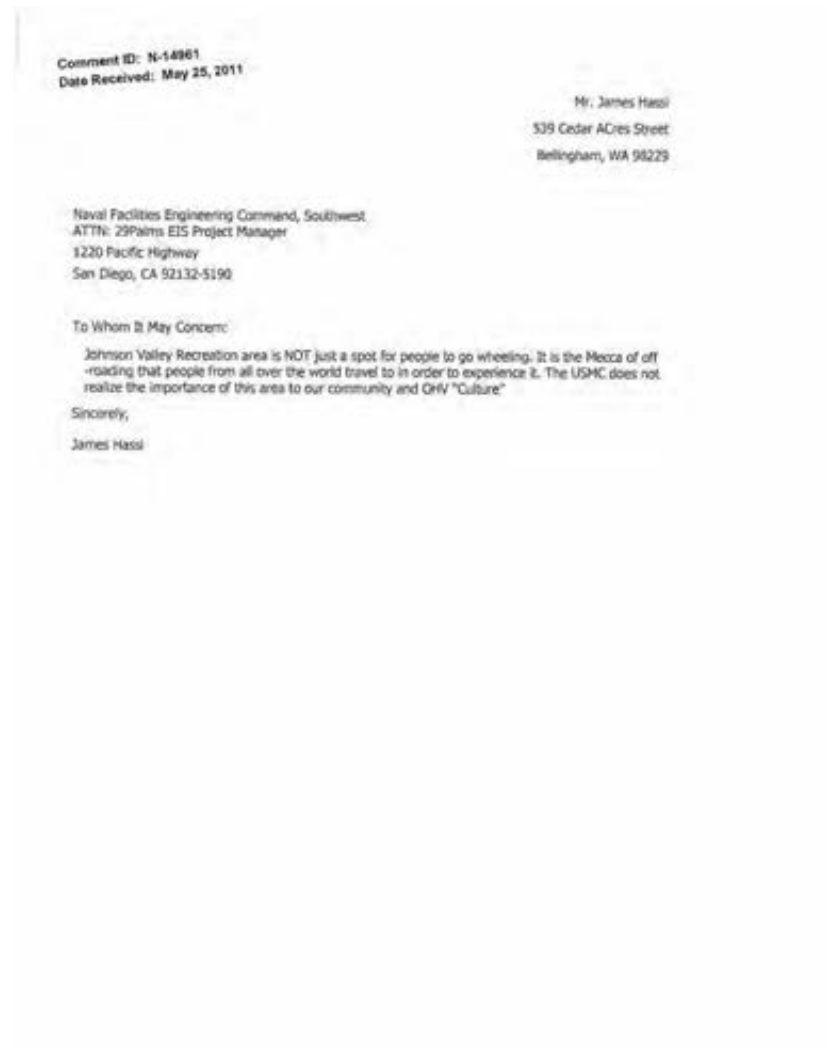 Comment ID: N-14961
Date Received: May 25, 2011
Mr. James Hassl
539 Cedar ACres Street
Bellingham, WA 98229
Naval Facilities Engineering Command, Southwest
ATTN: 29Palms EIS Project Manager
1220 Pacific Highway
San Diego, CA 92132-5190
To Whom It May Concern:
Johnson Valley Recreation area is NOT just a spot for people to go wheeling. It is the Mecca of off
-roading that people from all over the world travel to in order to experience it. The USMC does not
realize the importance of this area to our community and OHV "Culture"
Sincerely,
James Hassl